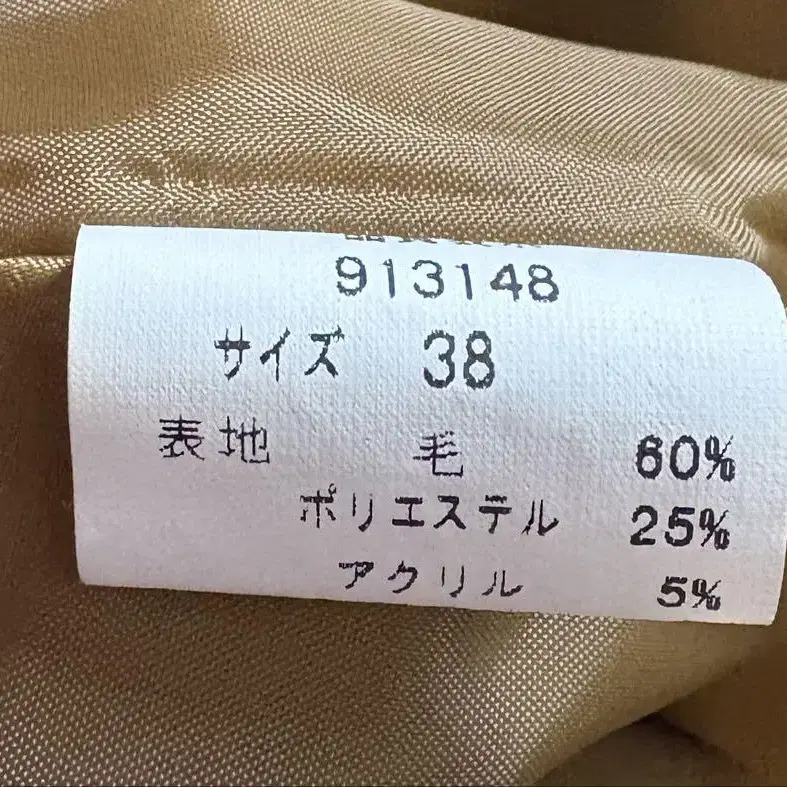 913148
サイズ 38
表地 毛 60%
ポリエステル 25%
アクリル 5%